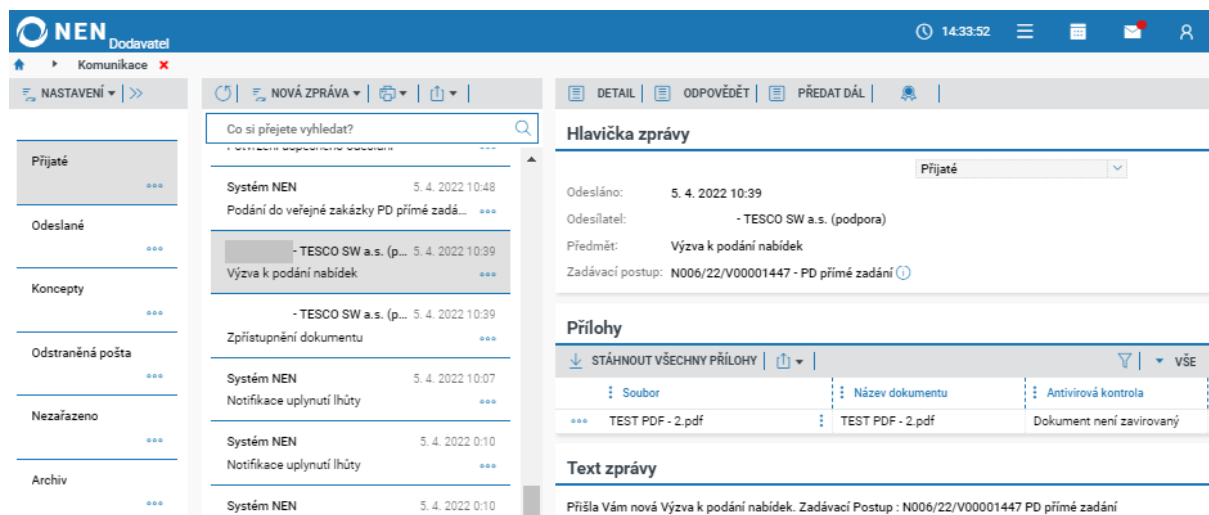 NEN Dodavatel
14:33:52
Komunikace
NASTAVENÍ
NOVÁ ZPRÁVA
DETAIL
ODPOVĚDĚT
PŘEDAT DÁL
Přijaté
Odeslané
Koncepty
Odstraněná pošta
Nezařazeno
Archiv
Co si přejete vyhledat?
Systém NEN 5. 4. 2022 10:48
Podání do veřejné zakázky PD přímé zadá...
- TESCO SW a.s. (p... 5. 4. 2022 10:39
Výzva k podání nabídek
- TESCO SW a.s. (p... 5. 4. 2022 10:39
Zpřístupnění dokumentu
Systém NEN 5. 4. 2022 10:07
Notifikace uplynutí lhůty
Systém NEN 5. 4. 2022 0:10
Notifikace uplynutí lhůty
Systém NEN 5. 4. 2022 0:10
Hlavička zprávy
Přijaté
Odesláno: 5. 4. 2022 10:39
Odesílatel: - TESCO SW a.s. (podpora)
Předmět: Výzva k podání nabídek
Zadávací postup: N006/22/V00001447 - PD přímé zadání
Přílohy
STÁHNOUT VŠECHNY PŘÍLOHY
VŠE
Soubor Název dokumentu Antivirová kontrola
TEST PDF - 2.pdf TEST PDF - 2.pdf Dokument není zavirovaný
Text zprávy
Přišla Vám nová Výzva k podání nabídek. Zadávací Postup : N006/22/V00001447 PD přímé zadání